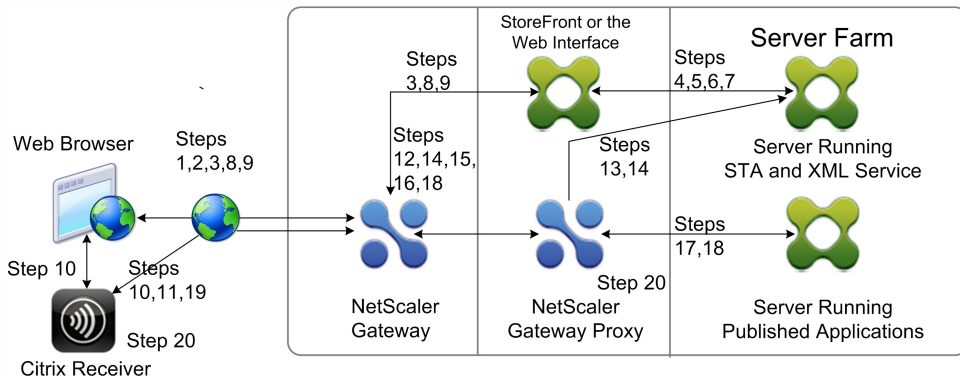 StoreFront or the
Web Interface
Server Farm
Steps
3,8,9
Steps
4,5,6,7
Web Browser
Steps
1,2,3,8,9
Steps
12,14,15,
16,18
Steps
13,14
Server Running
STA and XML Service
Step 10
Steps
10,11,19
Steps
17,18
Step 20
NetScaler
Gateway
NetScaler
Gateway Proxy
Server Running
Published Applications
Step 20
Citrix Receiver